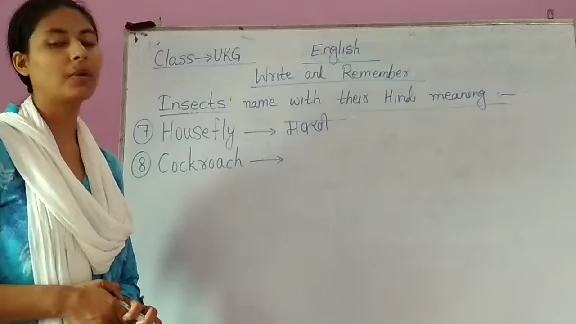 Class→UKG English
Write and Remember
Insects' name with their Hindi meaning :—
⑦ Housefly → मक्खी
⑧ Cockroach →